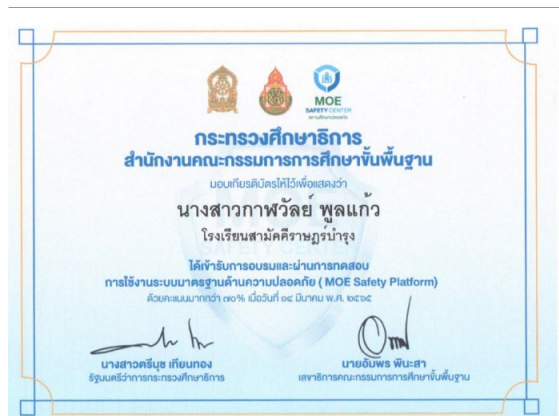 MOE
SAFETY CENTER
สถานศึกษาปลอดภัย
กระทรวงศึกษาธิการ
สำนักงานคณะกรรมการการศึกษาขั้นพื้นฐาน
มอบเกียรติบัตรให้ไว้เพื่อแสดงว่า
นางสาวกาฬวัลย์ พูลแก้ว
โรงเรียนสามัคคีราษฎร์บำรุง
ได้เข้ารับการอบรมและผ่านการทดสอบ
การใช้งานระบบมาตรฐานด้านความปลอดภัย ( MOE Safety Platform)
ด้วยคะแนนมากกว่า ๗๐% เมื่อวันที่ ๑๔ มีนาคม พ.ศ. ๒๕๖๕
นางสาวตรีนุช เทียนทอง
รัฐมนตรีว่าการกระทรวงศึกษาธิการ
นายอัมพร พินะสา
เลขาธิการคณะกรรมการการศึกษาขั้นพื้นฐาน